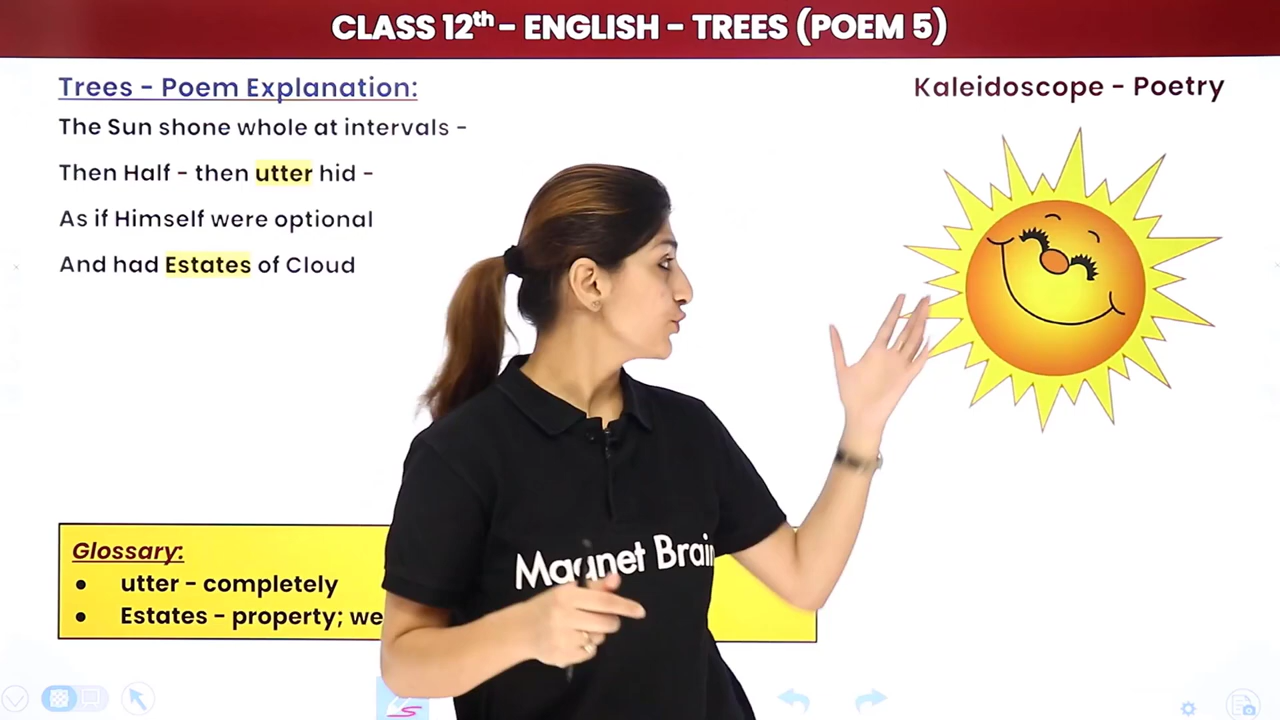 CLASS 12th - ENGLISH - TREES (POEM 5)
Trees - Poem Explanation:
Kaleidoscope - Poetry
The Sun shone whole at intervals -
Then Half - then utter hid -
As if Himself were optional
And had Estates of Cloud
Glossary:
• utter - completely
• Estates - property;
Magnet Brain